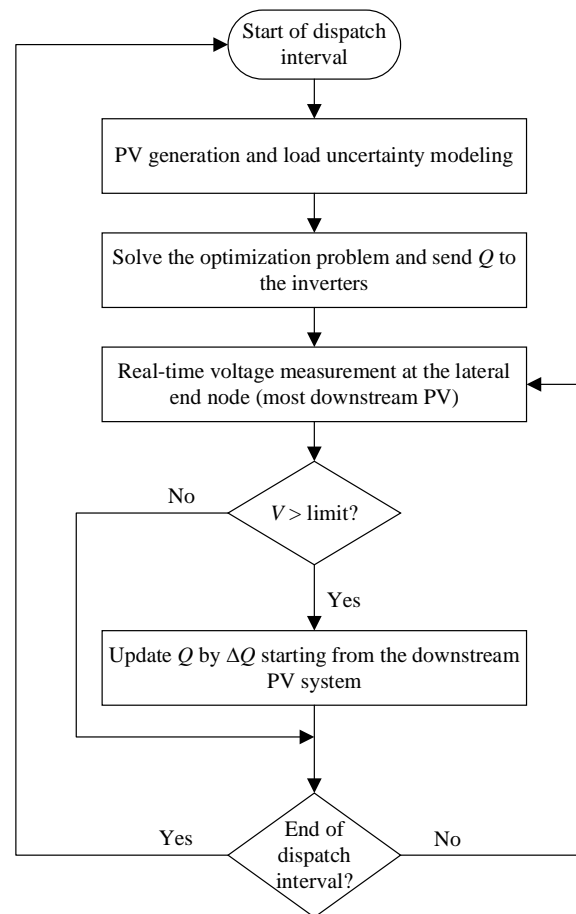 Start of dispatch
interval
PV generation and load uncertainty modeling
Solve the optimization problem and send Q to
the inverters
Real-time voltage measurement at the lateral
end node (most downstream PV)
No
V > limit?
Yes
Update Q by ΔQ starting from the downstream
PV system
Yes
End of
dispatch
interval?
No